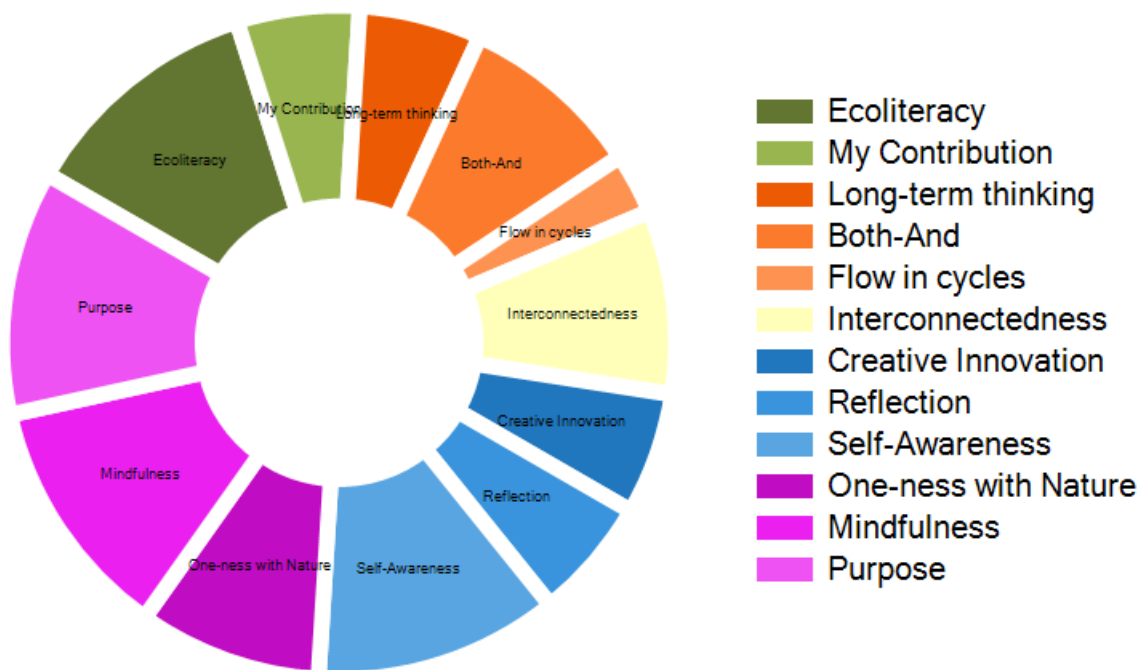 My Contribution
Long-term thinking
Ecoliteracy
Both-And
Flow in cycles
Purpose
Interconnectedness
Creative Innovation
Mindfulness
Reflection
One-ness with Nature
Self-Awareness
Ecoliteracy
My Contribution
Long-term thinking
Both-And
Flow in cycles
Interconnectedness
Creative Innovation
Reflection
Self-Awareness
One-ness with Nature
Mindfulness
Purpose